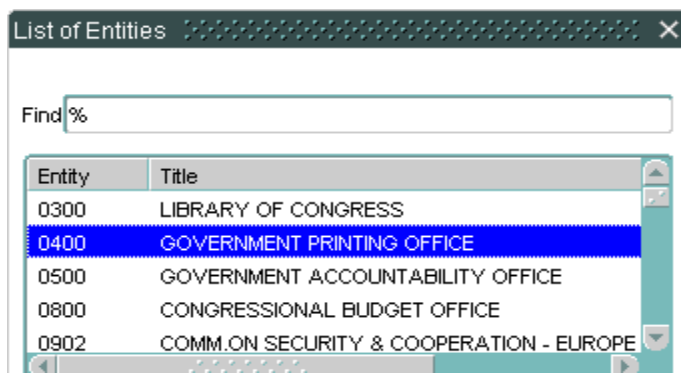 List of Entities
Find %
Entity Title
0300 LIBRARY OF CONGRESS
0400 GOVERNMENT PRINTING OFFICE
0500 GOVERNMENT ACCOUNTABILITY OFFICE
0800 CONGRESSIONAL BUDGET OFFICE
0902 COMM.ON SECURITY & COOPERATION - EUROPE